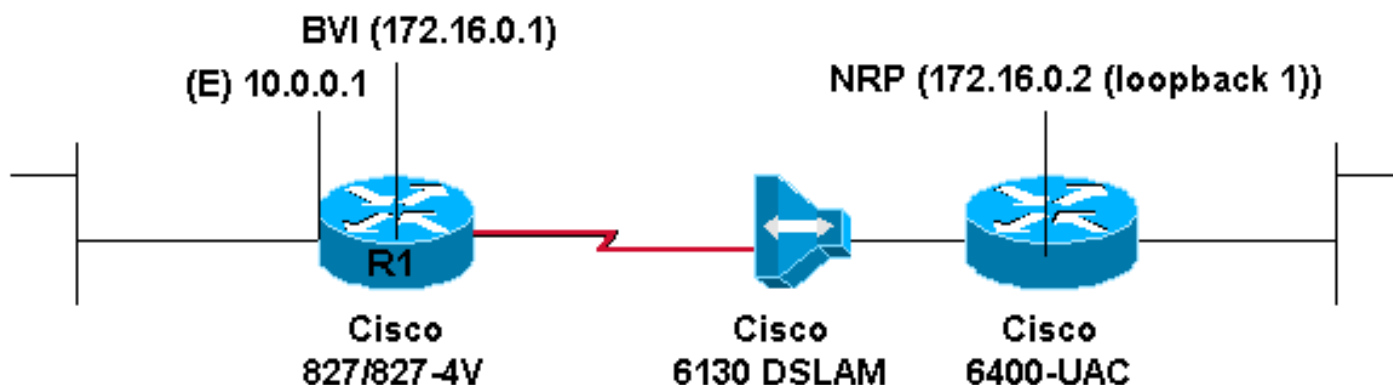 BVI (172.16.0.1)
(E) 10.0.0.1
NRP (172.16.0.2 (loopback 1))
R1
Cisco
827/827-4V
Cisco
6130 DSLAM
Cisco
6400-UAC